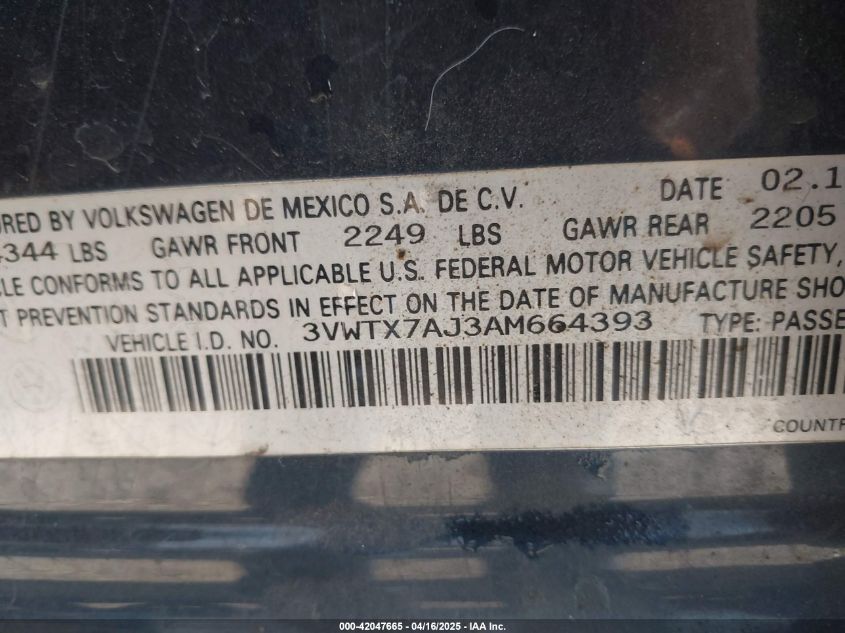 URED BY VOLKSWAGEN DE MEXICO S.A. DE C.V. DATE 02.1
4344 LBS GAWR FRONT 2249 LBS GAWR REAR 2205
LE CONFORMS TO ALL APPLICABLE U.S. FEDERAL MOTOR VEHICLE SAFETY,
T PREVENTION STANDARDS IN EFFECT ON THE DATE OF MANUFACTURE SHO
VEHICLE I.D. NO. 3VWTX7AJ3AM664393 TYPE: PASSE
COUNTR
000-42047665 - 04/16/2025 - IAA Inc.